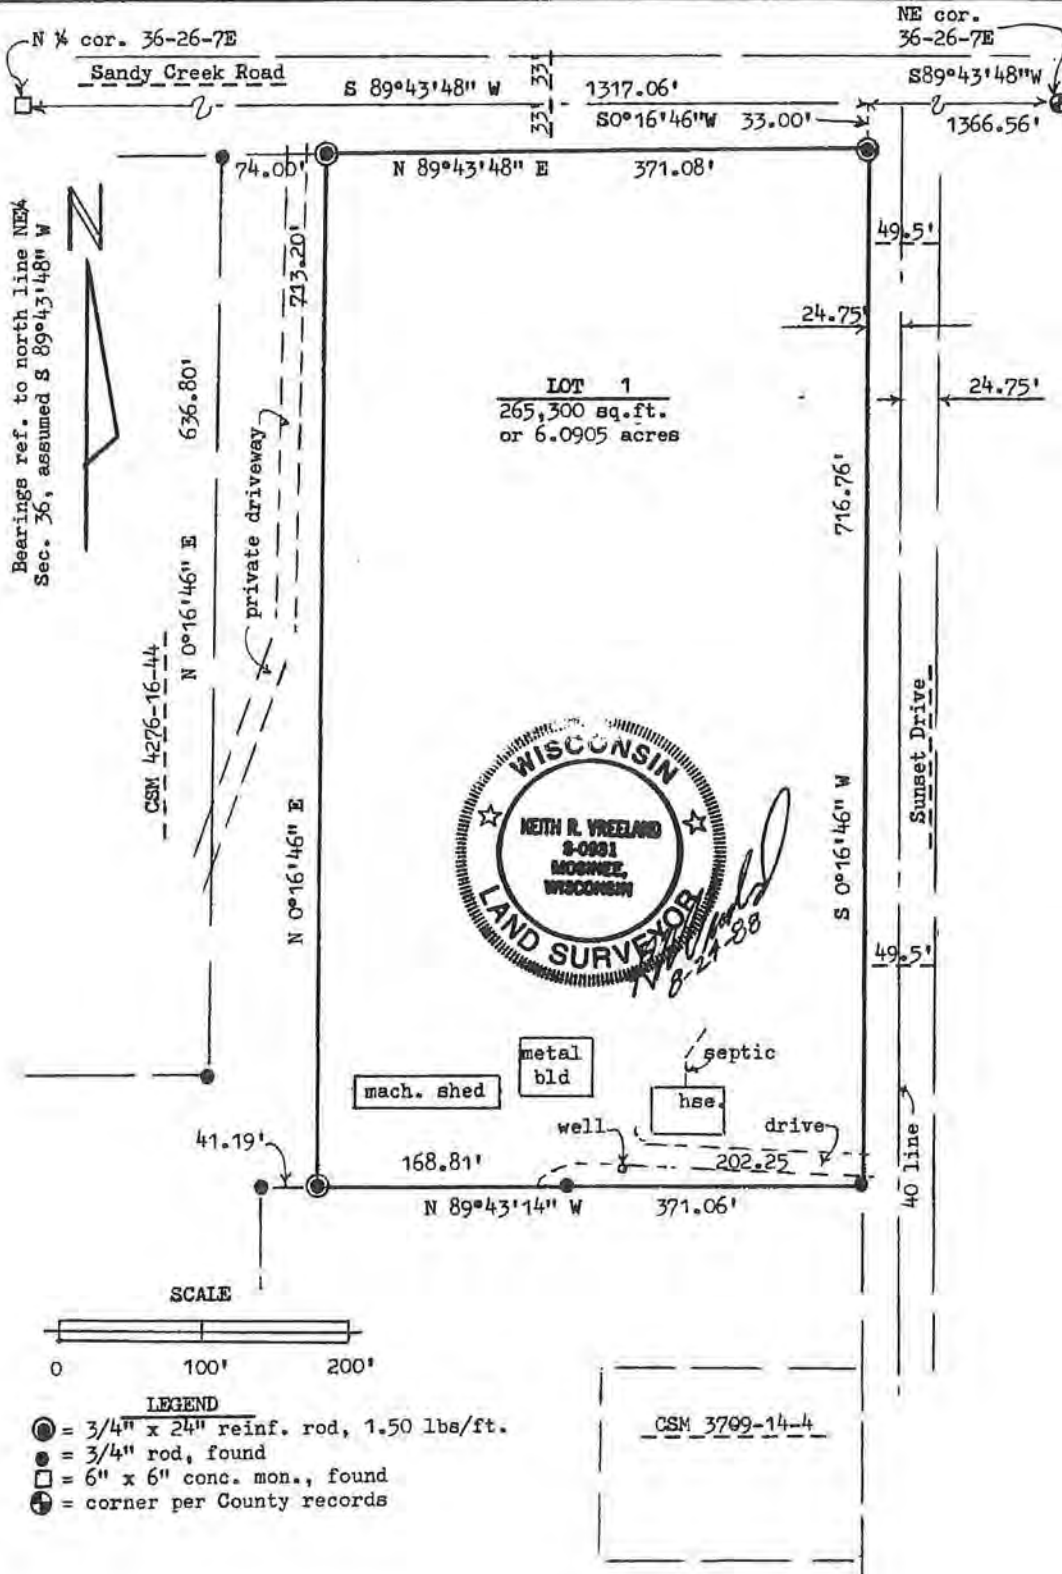 N ¼ cor. 36-26-7E
NE cor.
36-26-7E
Sandy Creek Road
S 89°43'48" W
33'
33'
1317.06'
S89°43'48"W
S0°16'46"W 33.00'
1366.56'
74.00'
N 89°43'48" E 371.08'
Bearings ref. to north line NE¼
Sec. 36, assumed S 89°43'48" W
N
713.20'
49.5'
24.75'
24.75'
636.80'
N 0°16'46" E
private driveway
LOT 1
265,300 sq.ft.
or 6.0905 acres
716.76'
CSM 4276-16-44
N 0°16'46" E
S 0°16'46" W
Sunset Drive
WISCONSIN
KEITH R. VREELAND
S-0931
MOSINEE,
WISCONSIN
LAND SURVEYOR
49.5'
metal
bld
septic
mach. shed
hse.
well
drive
41.19'
168.81'
202.25
40 line
N 89°43'14" W 371.06'
SCALE
0 100' 200'
LEGEND
= 3/4" x 24" reinf. rod, 1.50 lbs/ft.
= 3/4" rod, found
= 6" x 6" conc. mon., found
= corner per County records
CSM 3709-14-4